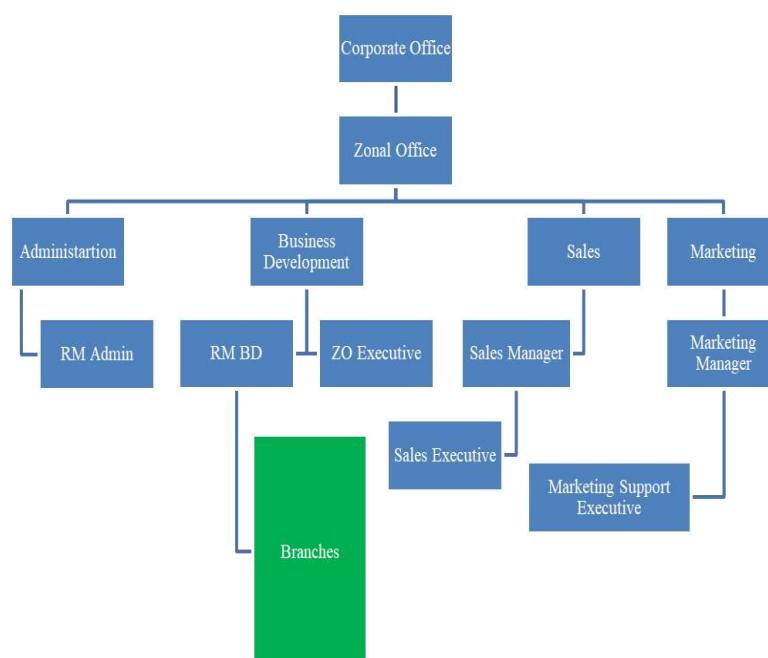 Corporate Office
Zonal Office
Administartion
Business
Development
Sales
Marketing
RM Admin
RM BD
ZO Executive
Sales Manager
Marketing
Manager
Sales Executive
Marketing Support
Executive
Branches